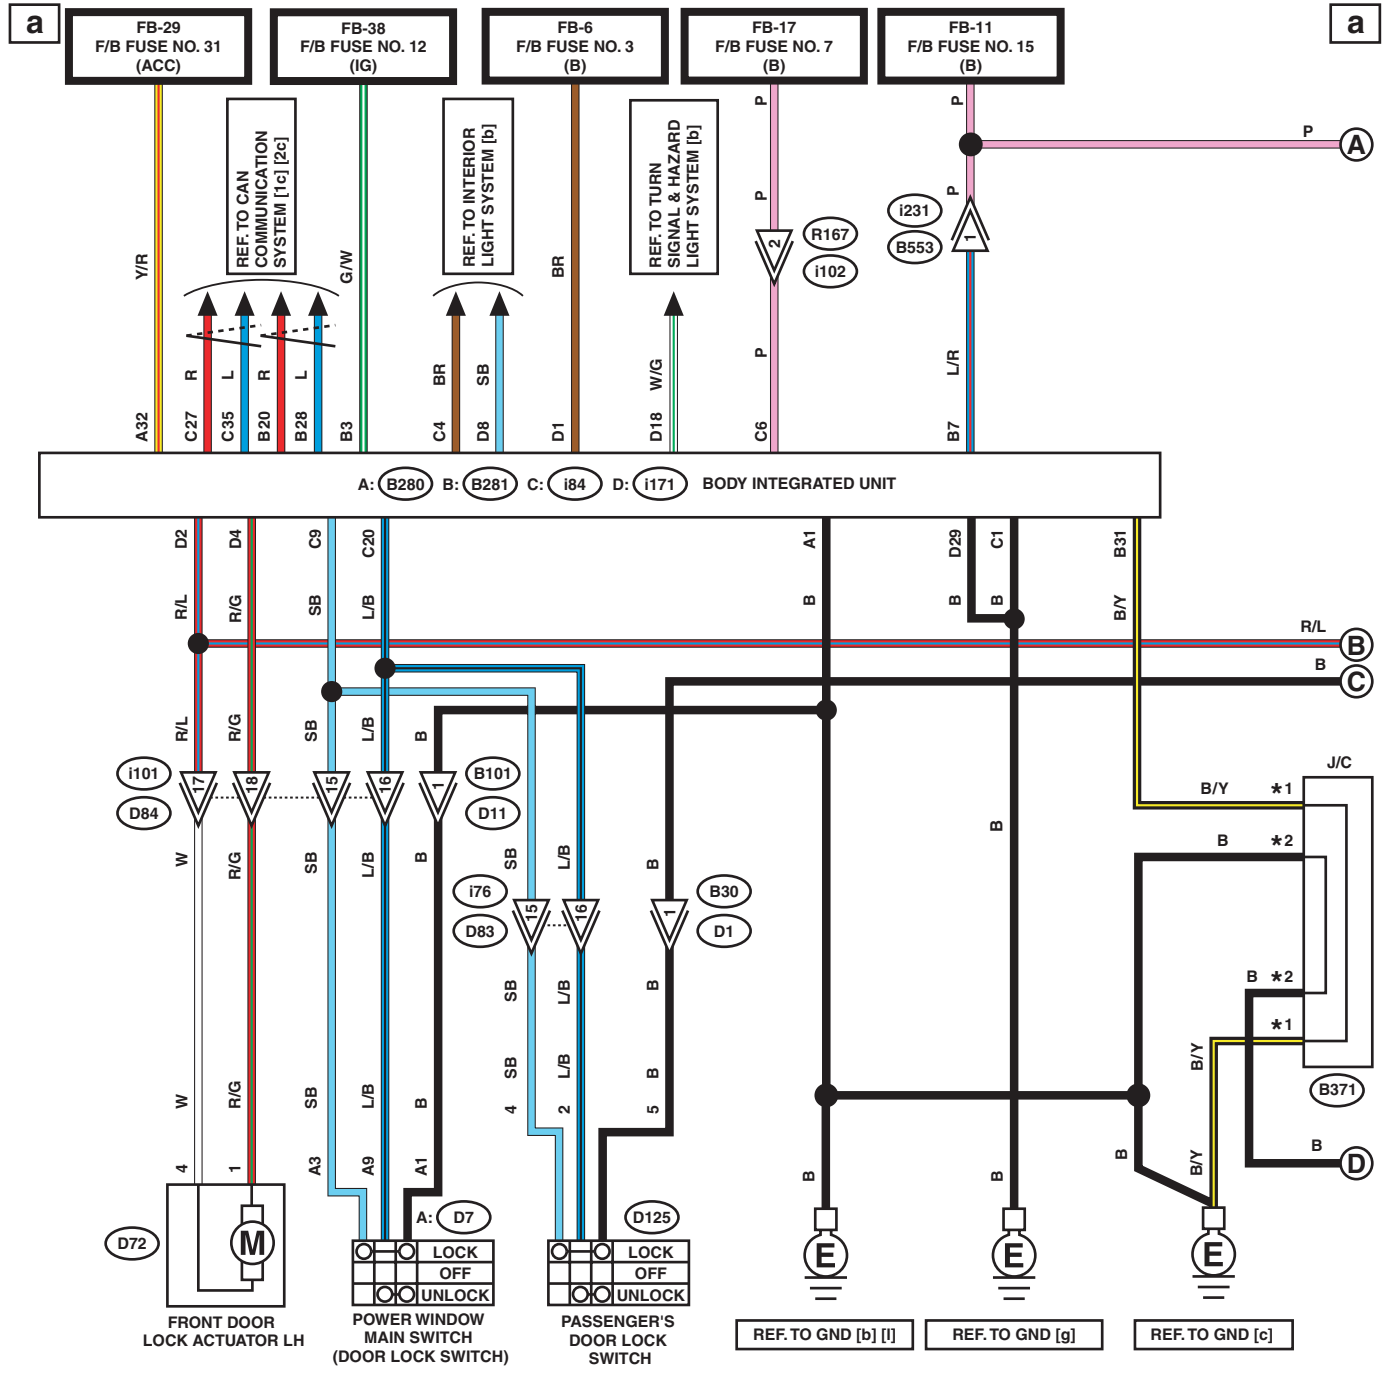 a
FB-29
F/B FUSE NO. 31
(ACC)
FB-38
F/B FUSE NO. 12
(IG)
FB-6
F/B FUSE NO. 3
(B)
FB-17
F/B FUSE NO. 7
(B)
FB-11
F/B FUSE NO. 15
(B)
a
REF. TO CAN
COMMUNICATION
SYSTEM [1c] [2c]
REF. TO INTERIOR
LIGHT SYSTEM [b]
REF. TO TURN
SIGNAL & HAZARD
LIGHT SYSTEM [b]
P
P
P
A
P
P
i231
B553
1
2
R167
i102
Y/R
G/W
BR
R
L
R
L
BR
SB
W/G
P
L/R
A32
C27
C35
B20
B28
B3
C4
D8
D1
D18
C6
B7
A: B280 B: B281 C: i84 D: i171 BODY INTEGRATED UNIT
D2
D4
C9
C20
A1
D29
C1
B31
R/L
R/G
SB
L/B
B
B
B
B/Y
R/L
B
B
C
R/L
R/G
SB
L/B
B
i101
D84
17
18
15
16
1
B101
D11
J/C
B/Y
*1
B
*2
B
*2
*1
B371
W
R/G
SB
L/B
B
SB
L/B
B
B
i76
D83
15
16
1
B30
D1
SB
L/B
B
B/Y
W
R/G
SB
L/B
B
SB
L/B
B
4
2
5
4
1
A3
A9
A1
B
B
B
B/Y
B
D
D72
M
A: D7
LOCK
OFF
UNLOCK
D125
LOCK
OFF
UNLOCK
E
E
E
FRONT DOOR
LOCK ACTUATOR LH
POWER WINDOW
MAIN SWITCH
(DOOR LOCK SWITCH)
PASSENGER'S
DOOR LOCK
SWITCH
REF. TO GND [b] [l]
REF. TO GND [g]
REF. TO GND [c]